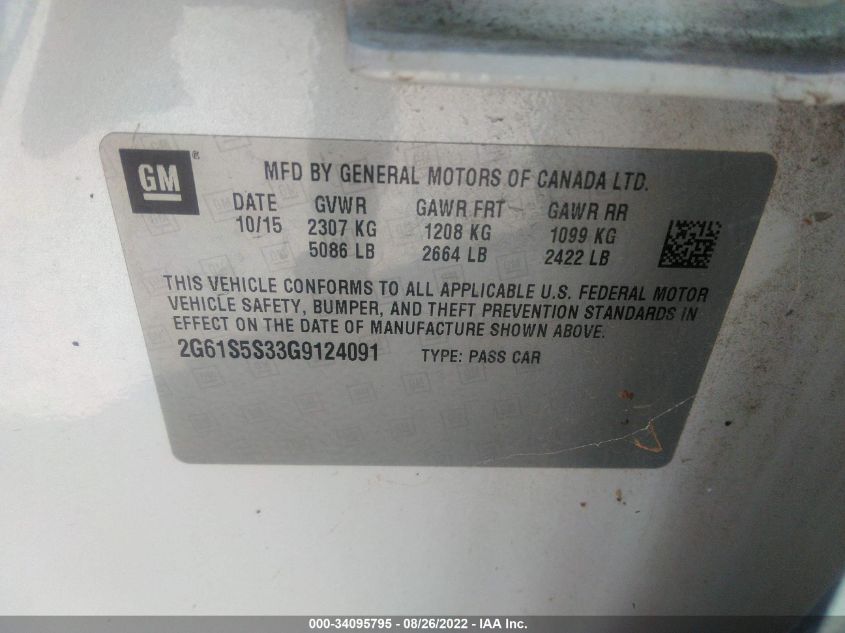 GM ®
MFD BY GENERAL MOTORS OF CANADA LTD.
DATE GVWR GAWR FRT GAWR RR
10/15 2307 KG 1208 KG 1099 KG
5086 LB 2664 LB 2422 LB
THIS VEHICLE CONFORMS TO ALL APPLICABLE U.S. FEDERAL MOTOR
VEHICLE SAFETY, BUMPER, AND THEFT PREVENTION STANDARDS IN
EFFECT ON THE DATE OF MANUFACTURE SHOWN ABOVE.
2G61S5S33G9124091 TYPE: PASS CAR
000-34095795 - 08/26/2022 - IAA Inc.